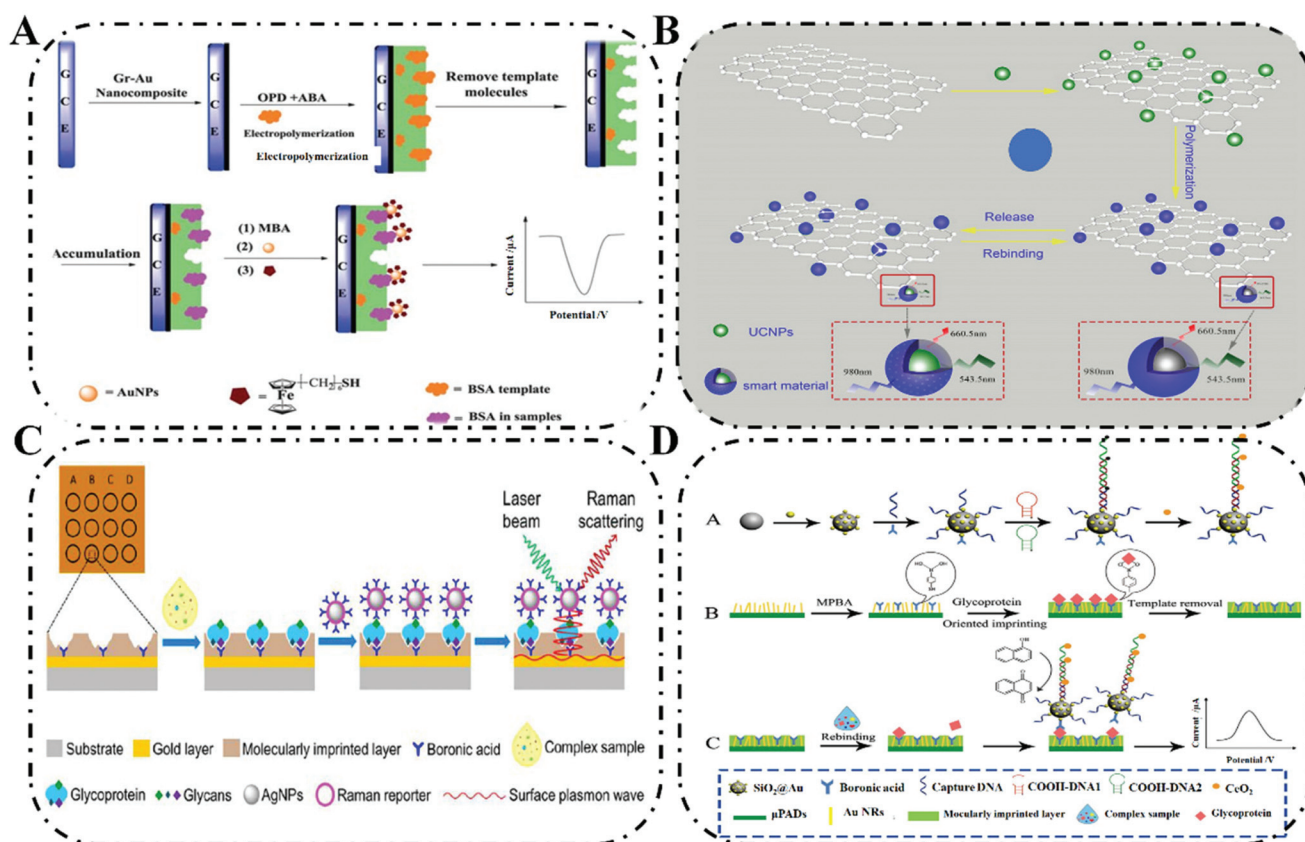 A
G
C
E
Gr-Au
Nanocomposite
G
C
E
OPD +ABA
Electropolymerization
Electropolymerization
G
C
E
Remove template
molecules
G
C
E
Accumulation
G
C
E
(1) MBA
(2)
(3)
G
C
E
Current /μA
Potential /V
= AuNPs
=
Fe
(CH2)6SH
= BSA template
= BSA in samples
B
Polymerization
Release
Rebinding
UCNPs
smart material
980nm
660.5nm
543.5nm
980nm
660.5nm
543.5nm
C
A B C D
Laser
beam
Raman
scattering
Substrate
Gold layer
Molecularly imprinted layer
Boronic acid
Complex sample
Glycoprotein
Glycans
AgNPs
Raman reporter
Surface plasmon wave
D
A
B
MPBA
Glycoprotein
Oriented imprinting
Template removal
C
Rebinding
Current /μA
Potential /V
SiO2@Au
Boronic acid
Capture DNA
COOH-DNA1
COOH-DNA2
CeO2
μPADs
Au NRs
Mocularly imprinted layer
Complex sample
Glycoprotein